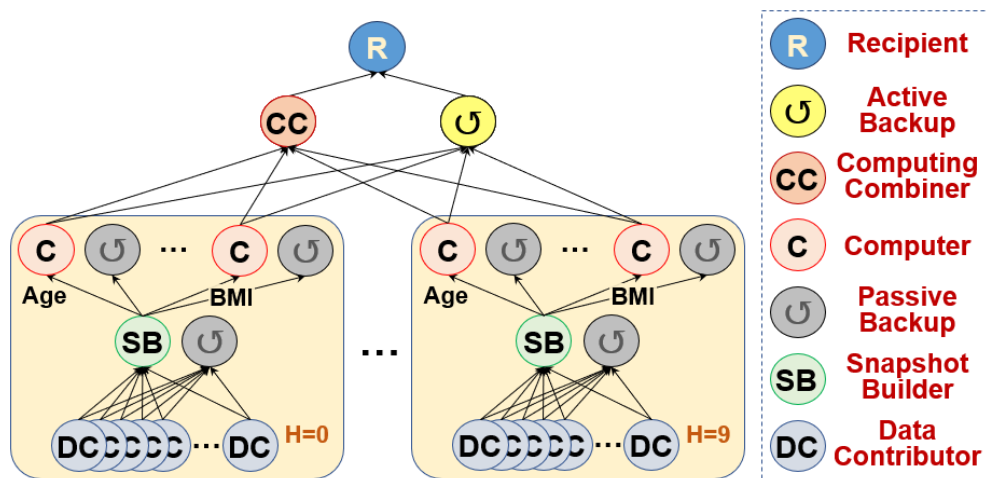 R
CC
↺
C ↺ ... C ↺
Age BMI
SB ↺
DC C C C C ... DC H=0
...
C ↺ ... C ↺
Age BMI
SB ↺
DC C C C C ... DC H=9
R Recipient
↺ Active
Backup
CC Computing
Combiner
C Computer
↺ Passive
Backup
SB Snapshot
Builder
DC Data
Contributor